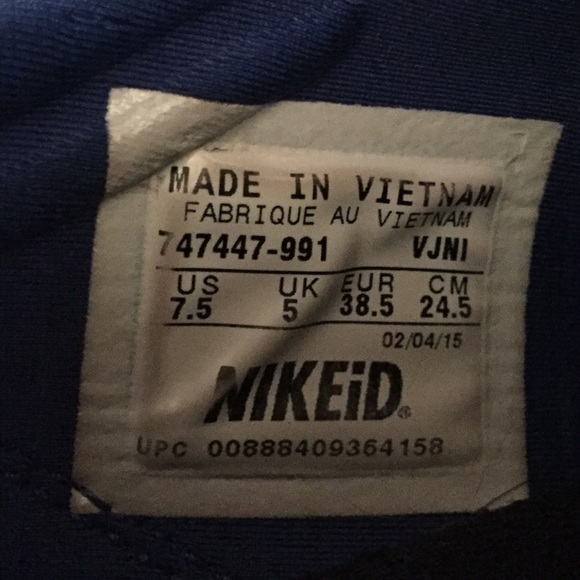 MADE IN VIETNAM
FABRIQUE AU VIETNAM
747447-991 VJNI
US UK EUR CM
7.5 5 38.5 24.5
02/04/15
NIKEiD®
UPC 00888409364158